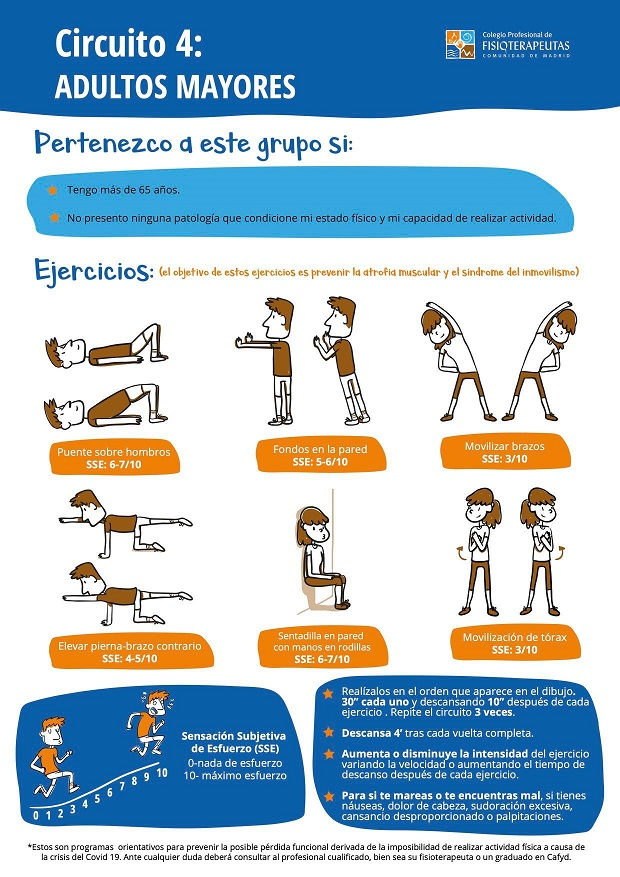 Circuito 4:
ADULTOS MAYORES
Colegio Profesional de
FISIOTERAPEUTAS
COMUNIDAD DE MADRID
Pertenezco a este grupo si:
Tengo más de 65 años.
No presento ninguna patología que condicione mi estado físico y mi capacidad de realizar actividad.
Ejercicios: (el objetivo de estos ejercicios es prevenir la atrofia muscular y el síndrome del inmovilismo)
Puente sobre hombros
SSE: 6-7/10
Fondos en la pared
SSE: 5-6/10
Movilizar brazos
SSE: 3/10
Elevar pierna-brazo contrario
SSE: 4-5/10
Sentadilla en pared
con manos en rodillas
SSE: 6-7/10
Movilización de tórax
SSE: 3/10
Sensación Subjetiva
de Esfuerzo (SSE)
0-nada de esfuerzo
10- máximo esfuerzo
0 1 2 3 4 5 6 7 8 9 10
Realízalos en el orden que aparece en el dibujo.
30” cada uno y descansando 10” después de cada
ejercicio . Repite el circuito 3 veces.
Descansa 4’ tras cada vuelta completa.
Aumenta o disminuye la intensidad del ejercicio
variando la velocidad o aumentando el tiempo de
descanso después de cada ejercicio.
Para si te mareas o te encuentras mal, si tienes
náuseas, dolor de cabeza, sudoración excesiva,
cansancio desproporcionado o palpitaciones.
*Estos son programas orientativos para prevenir la posible pérdida funcional derivada de la imposibilidad de realizar actividad física a causa de
la crisis del Covid 19. Ante cualquier duda deberá consultar al profesional cualificado, bien sea su fisioterapeuta o un graduado en Cafyd.